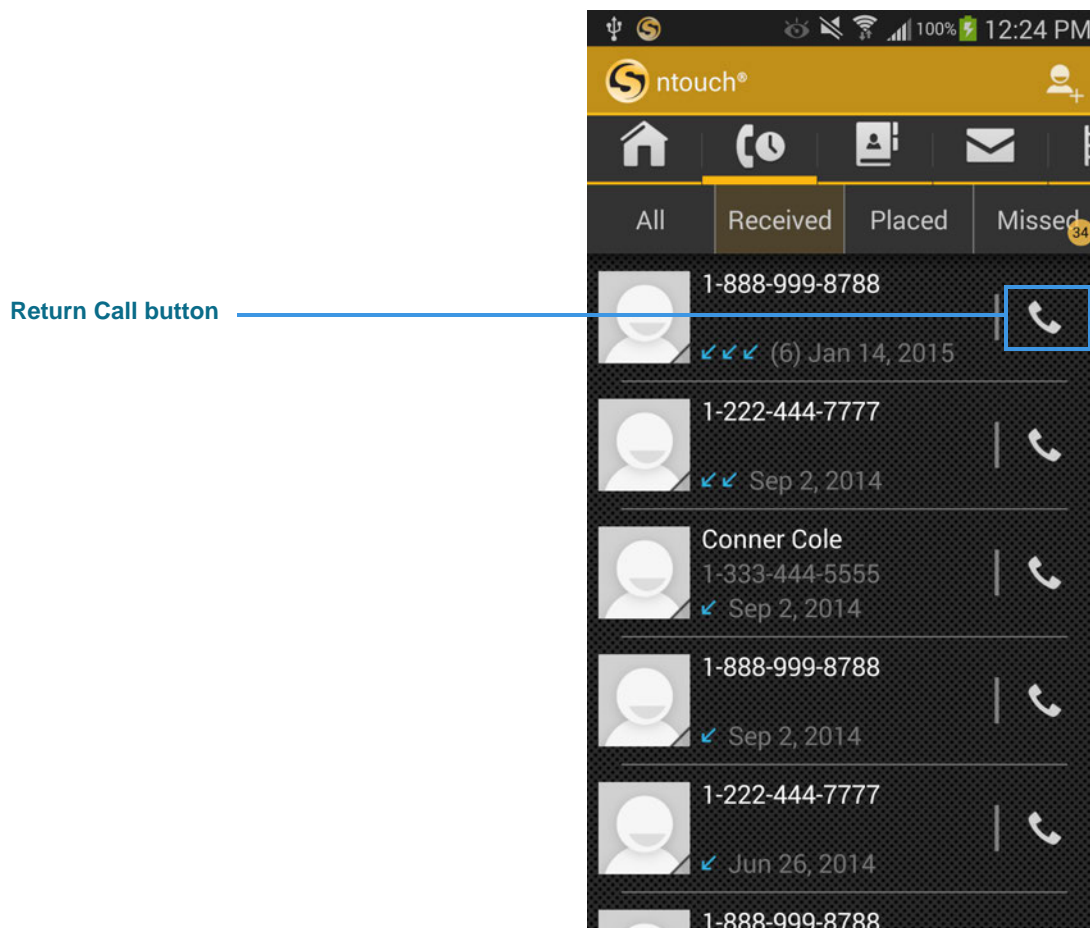 100% 12:24 PM
ntouch®
All Received Placed Missed 34
1-888-999-8788
Return Call button
(6) Jan 14, 2015
1-222-444-7777
Sep 2, 2014
Conner Cole
1-333-444-5555
Sep 2, 2014
1-888-999-8788
Sep 2, 2014
1-222-444-7777
Jun 26, 2014
1-888-999-8788